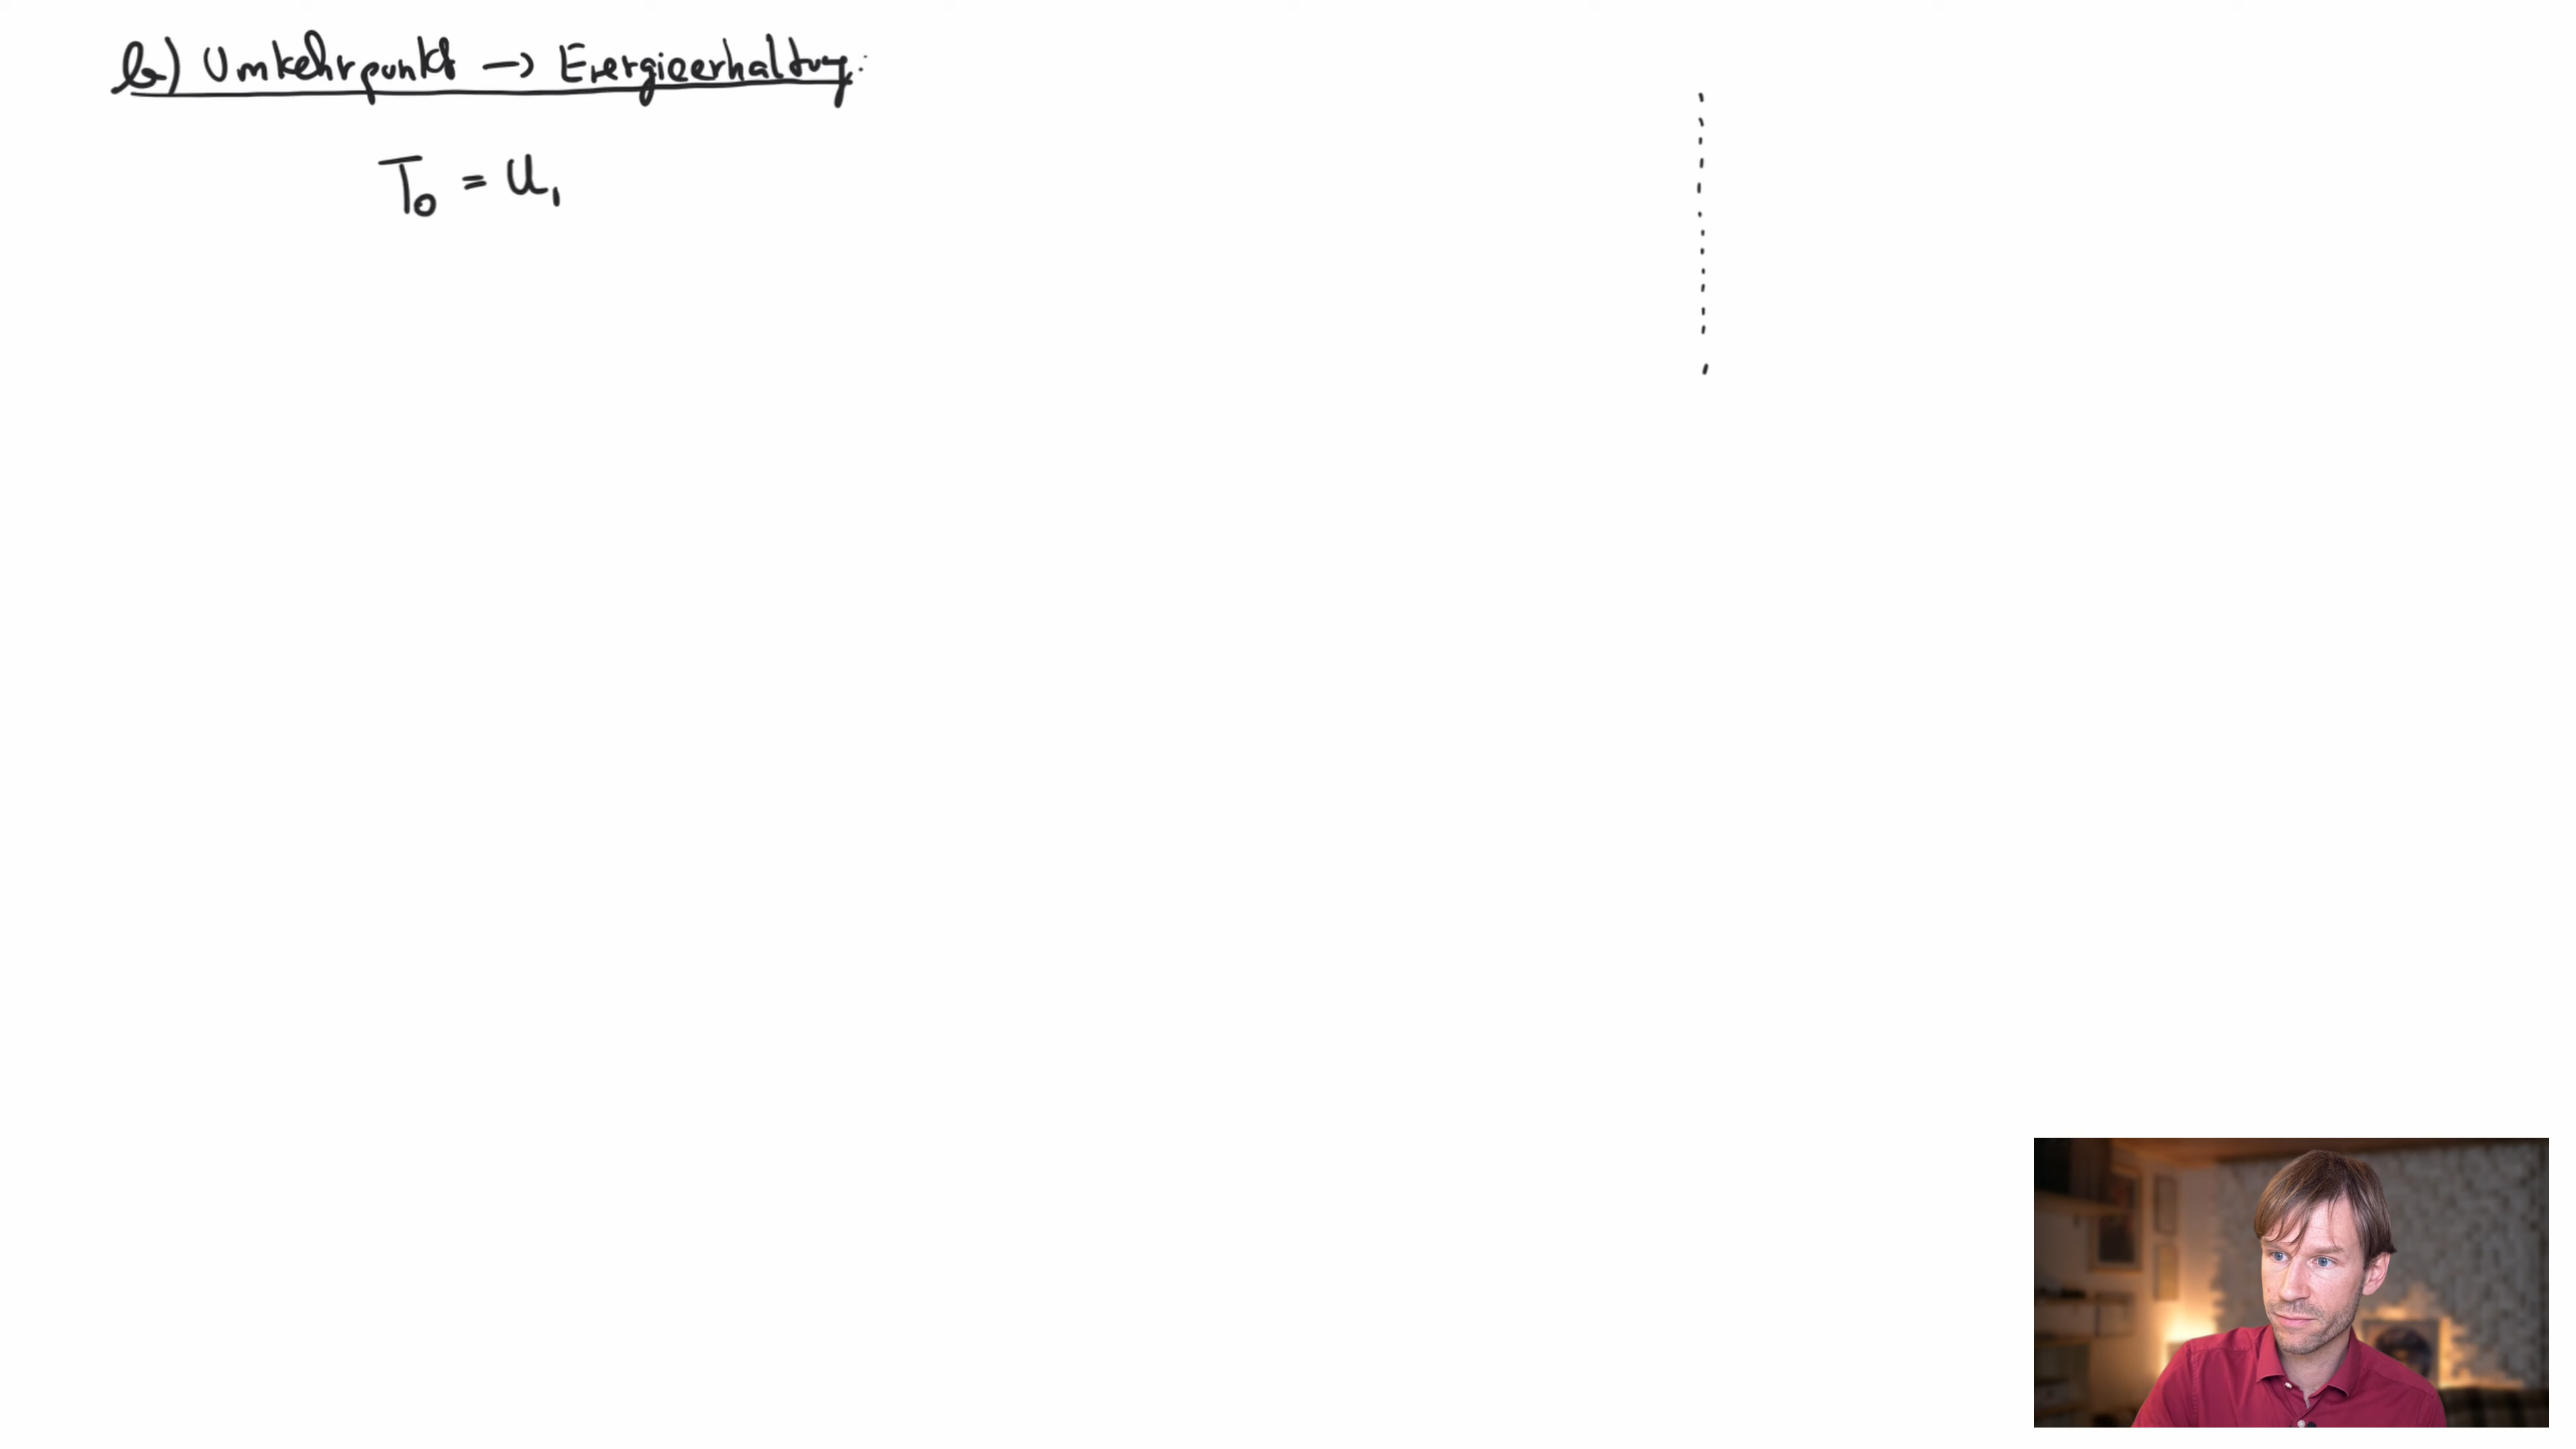 b) Umkehrpunkt → Energieerhaltung:
T₀ = U₁